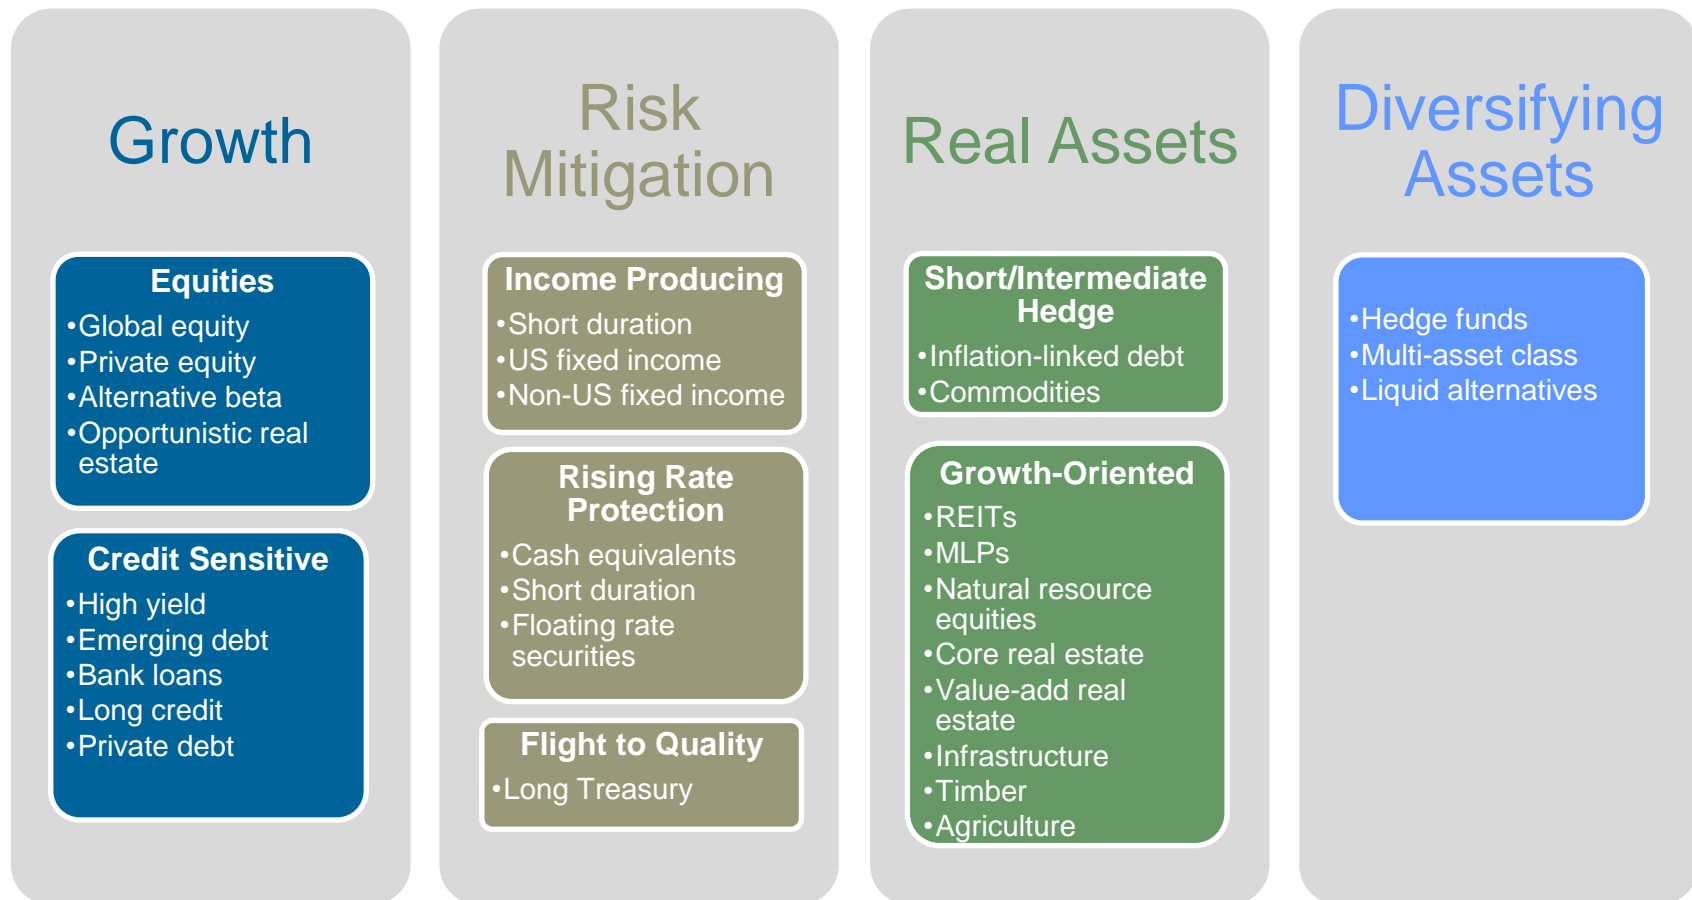 Growth
Equities
•Global equity
•Private equity
•Alternative beta
•Opportunistic real
estate
Credit Sensitive
•High yield
•Emerging debt
•Bank loans
•Long credit
•Private debt
Risk
Mitigation
Income Producing
•Short duration
•US fixed income
•Non-US fixed income
Rising Rate
Protection
•Cash equivalents
•Short duration
•Floating rate
securities
Flight to Quality
•Long Treasury
Real Assets
Short/Intermediate
Hedge
•Inflation-linked debt
•Commodities
Growth-Oriented
•REITs
•MLPs
•Natural resource
equities
•Core real estate
•Value-add real
estate
•Infrastructure
•Timber
•Agriculture
Diversifying
Assets
•Hedge funds
•Multi-asset class
•Liquid alternatives